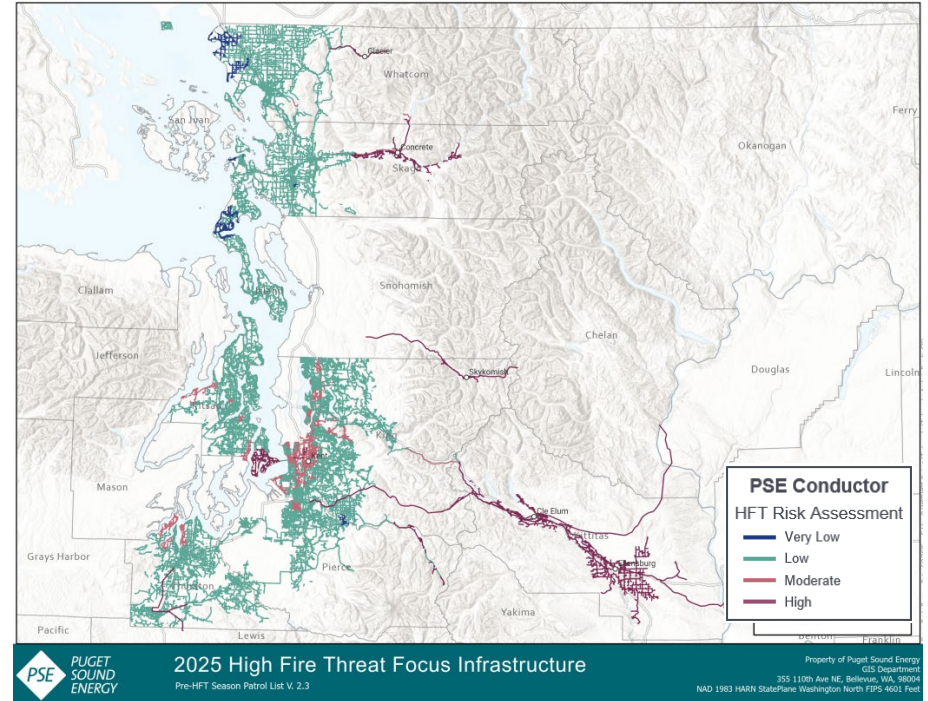 Glacier
Whatcom
San Juan
Ferry
Okanogan
Concrete
Skagit
Clallam
Island
Snohomish
Chelan
Jefferson
Douglas
Lincoln
Skykomish
Kitsap
King
Mason
PSE Conductor
HFT Risk Assessment
Very Low
Low
Moderate
High
Cle Elum
Kittitas
Ellensburg
Grays Harbor
Pierce
Thurston
Yakima
Pacific
Lewis
Benton
Franklin
PSE
PUGET
SOUND
ENERGY
2025 High Fire Threat Focus Infrastructure
Pre-HFT Season Patrol List V. 2.3
Property of Puget Sound Energy
GIS Department
355 110th Ave NE, Bellevue, WA, 98004
NAD 1983 HARN StatePlane Washington North FIPS 4601 Feet